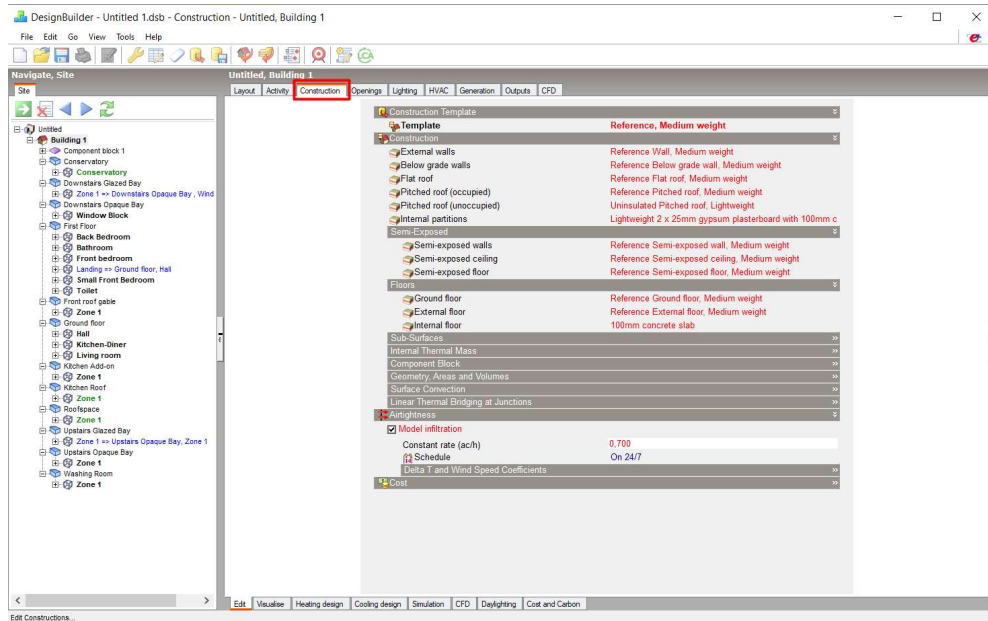 DesignBuilder - Untitled 1.dsb - Construction - Untitled, Building 1
File Edit Go View Tools Help
Navigate, Site
Site
Untitled
Building 1
Component block 1
Conservatory
Conservatory
Downstairs Glazed Bay
Zone 1 => Downstairs Opaque Bay , Wind
Downstairs Opaque Bay
Window Block
First Floor
Back Bedroom
Bathroom
Front bedroom
Landing => Ground floor, Hall
Small Front Bedroom
Toilet
Front roof gable
Zone 1
Ground floor
Hall
Kitchen-Diner
Living room
Kitchen Add-on
Zone 1
Kitchen Roof
Zone 1
Roofspace
Zone 1
Upstairs Glazed Bay
Zone 1 => Upstairs Opaque Bay, Zone 1
Upstairs Opaque Bay
Zone 1
Washing Room
Zone 1
Untitled, Building 1
Layout Activity Construction Openings Lighting HVAC Generation Outputs CFD
Construction Template
Template Reference, Medium weight
Construction
External walls Reference Wall, Medium weight
Below grade walls Reference Below grade wall, Medium weight
Flat roof Reference Flat roof, Medium weight
Pitched roof (occupied) Reference Pitched roof, Medium weight
Pitched roof (unoccupied) Uninsulated Pitched roof, Lightweight
Internal partitions Lightweight 2 x 25mm gypsum plasterboard with 100mm c
Semi-Exposed
Semi-exposed walls Reference Semi-exposed wall, Medium weight
Semi-exposed ceiling Reference Semi-exposed ceiling, Medium weight
Semi-exposed floor Reference Semi-exposed floor, Medium weight
Floors
Ground floor Reference Ground floor, Medium weight
External floor Reference External floor, Medium weight
Internal floor 100mm concrete slab
Sub-Surfaces
Internal Thermal Mass
Component Block
Geometry, Areas and Volumes
Surface Convection
Linear Thermal Bridging at Junctions
Airtightness
Model infiltration
Constant rate (ac/h) 0,700
Schedule On 24/7
Delta T and Wind Speed Coefficients
Cost
Edit Visualise Heating design Cooling design Simulation CFD Daylighting Cost and Carbon
Edit Constructions...